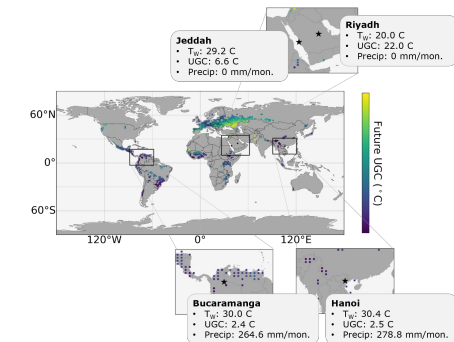 Riyadh
• T_W: 20.0 C
• UGC: 22.0 C
• Precip: 0 mm/mon.
Jeddah
• T_W: 29.2 C
• UGC: 6.6 C
• Precip: 0 mm/mon.
60°N
0°
60°S
120°W
0°
120°E
Future UGC (°C)
Bucaramanga
• T_W: 30.0 C
• UGC: 2.4 C
• Precip: 264.6 mm/mon.
Hanoi
• T_W: 30.4 C
• UGC: 2.5 C
• Precip: 278.8 mm/mon.